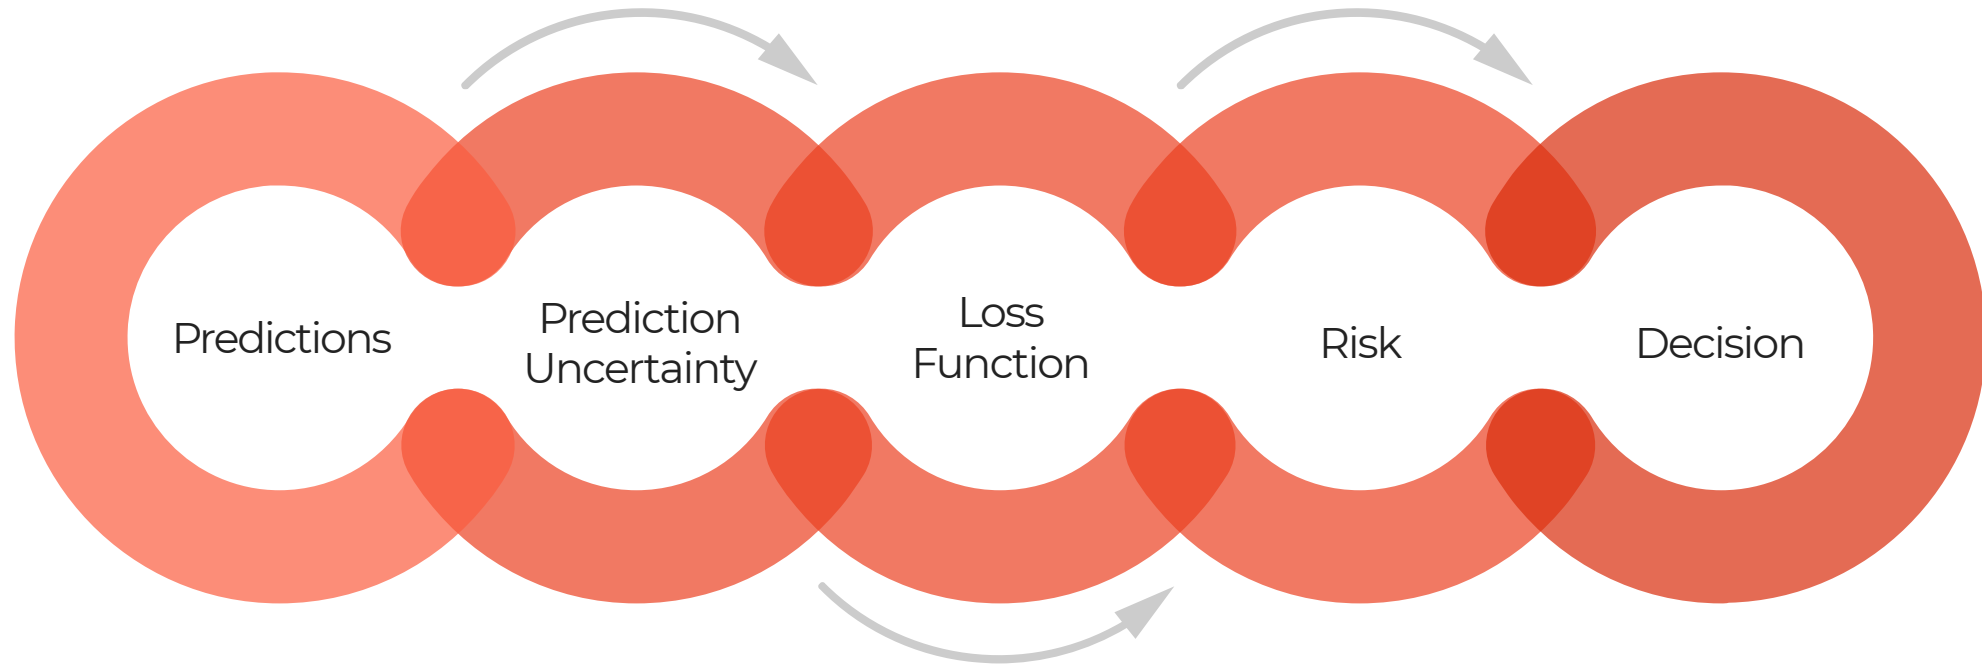 Predictions
Prediction
Uncertainty
Loss
Function
Risk
Decision